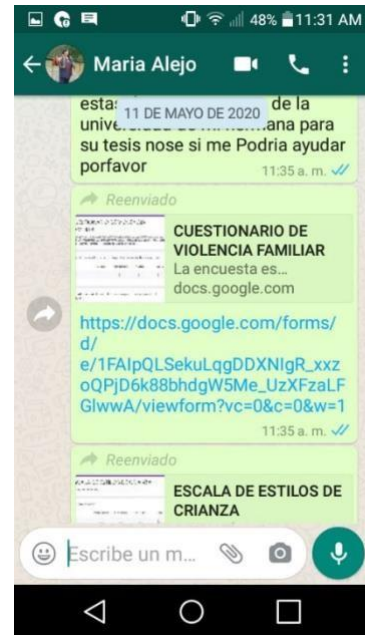 48% 11:31 AM
Maria Alejo
11 DE MAYO DE 2020
de la
su tesis nose si me Podria ayudar
porfavor
11:35 a. m.
Reenviado
CUESTIONARIO DE
VIOLENCIA FAMILIAR
La encuesta es...
docs.google.com
https://docs.google.com/forms/
d/
e/1FAIpQLSekuLqgDDXNIgR_xxz
oQPjD6k88bhdgW5Me_UzXFzaLF
GlwwA/viewform?vc=0&c=0&w=1
11:35 a. m.
Reenviado
ESCALA DE ESTILOS DE
CRIANZA
Escribe un m...